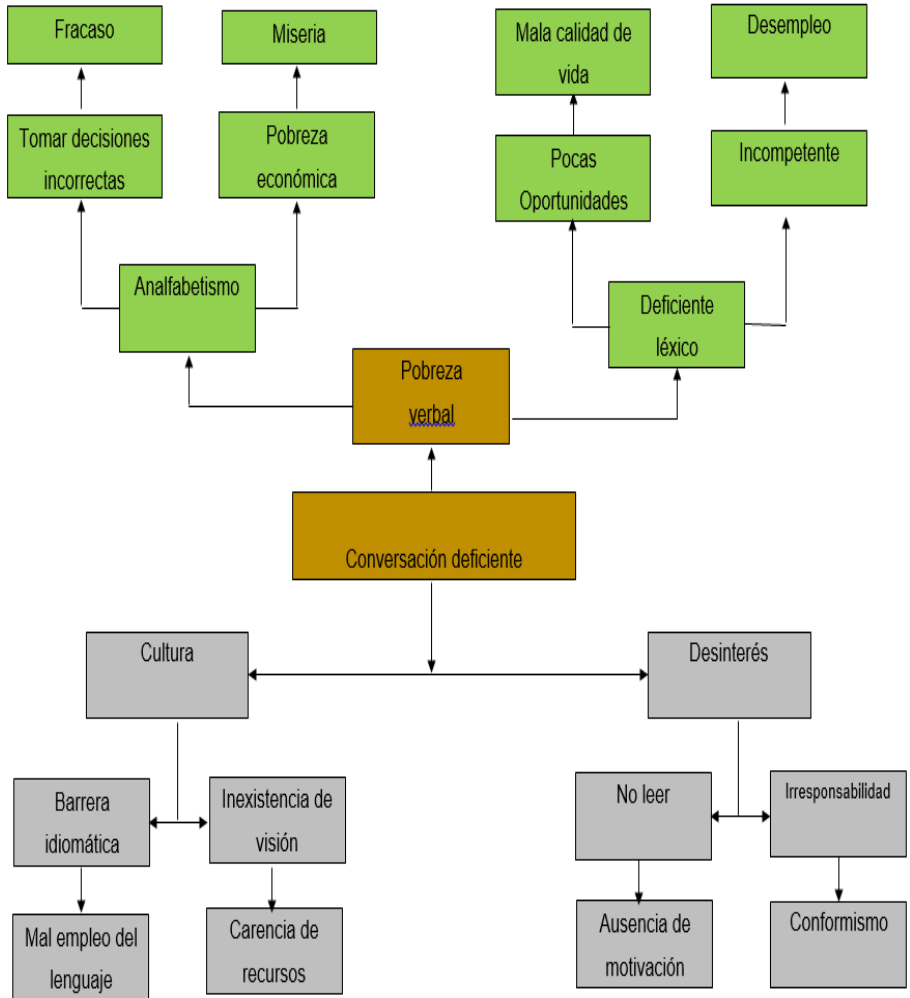 Fracaso
Miseria
Mala calidad de
vida
Desempleo
Tomar decisiones
incorrectas
Pobreza
económica
Pocas
Oportunidades
Incompetente
Analfabetismo
Deficiente
léxico
Pobreza
verbal
Conversación deficiente
Cultura
Desinterés
Barrera
idiomática
Inexistencia de
visión
No leer
Irresponsabilidad
Mal empleo del
lenguaje
Carencia de
recursos
Ausencia de
motivación
Conformismo